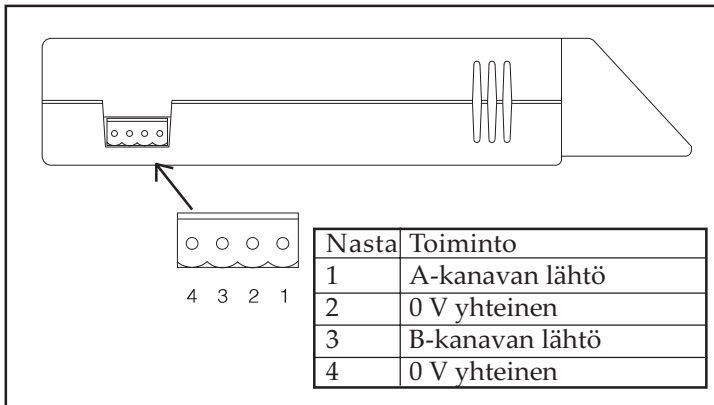 4 3 2 1
Nasta Toiminto
1 A-kanavan lähtö
2 0 V yhteinen
3 B-kanavan lähtö
4 0 V yhteinen